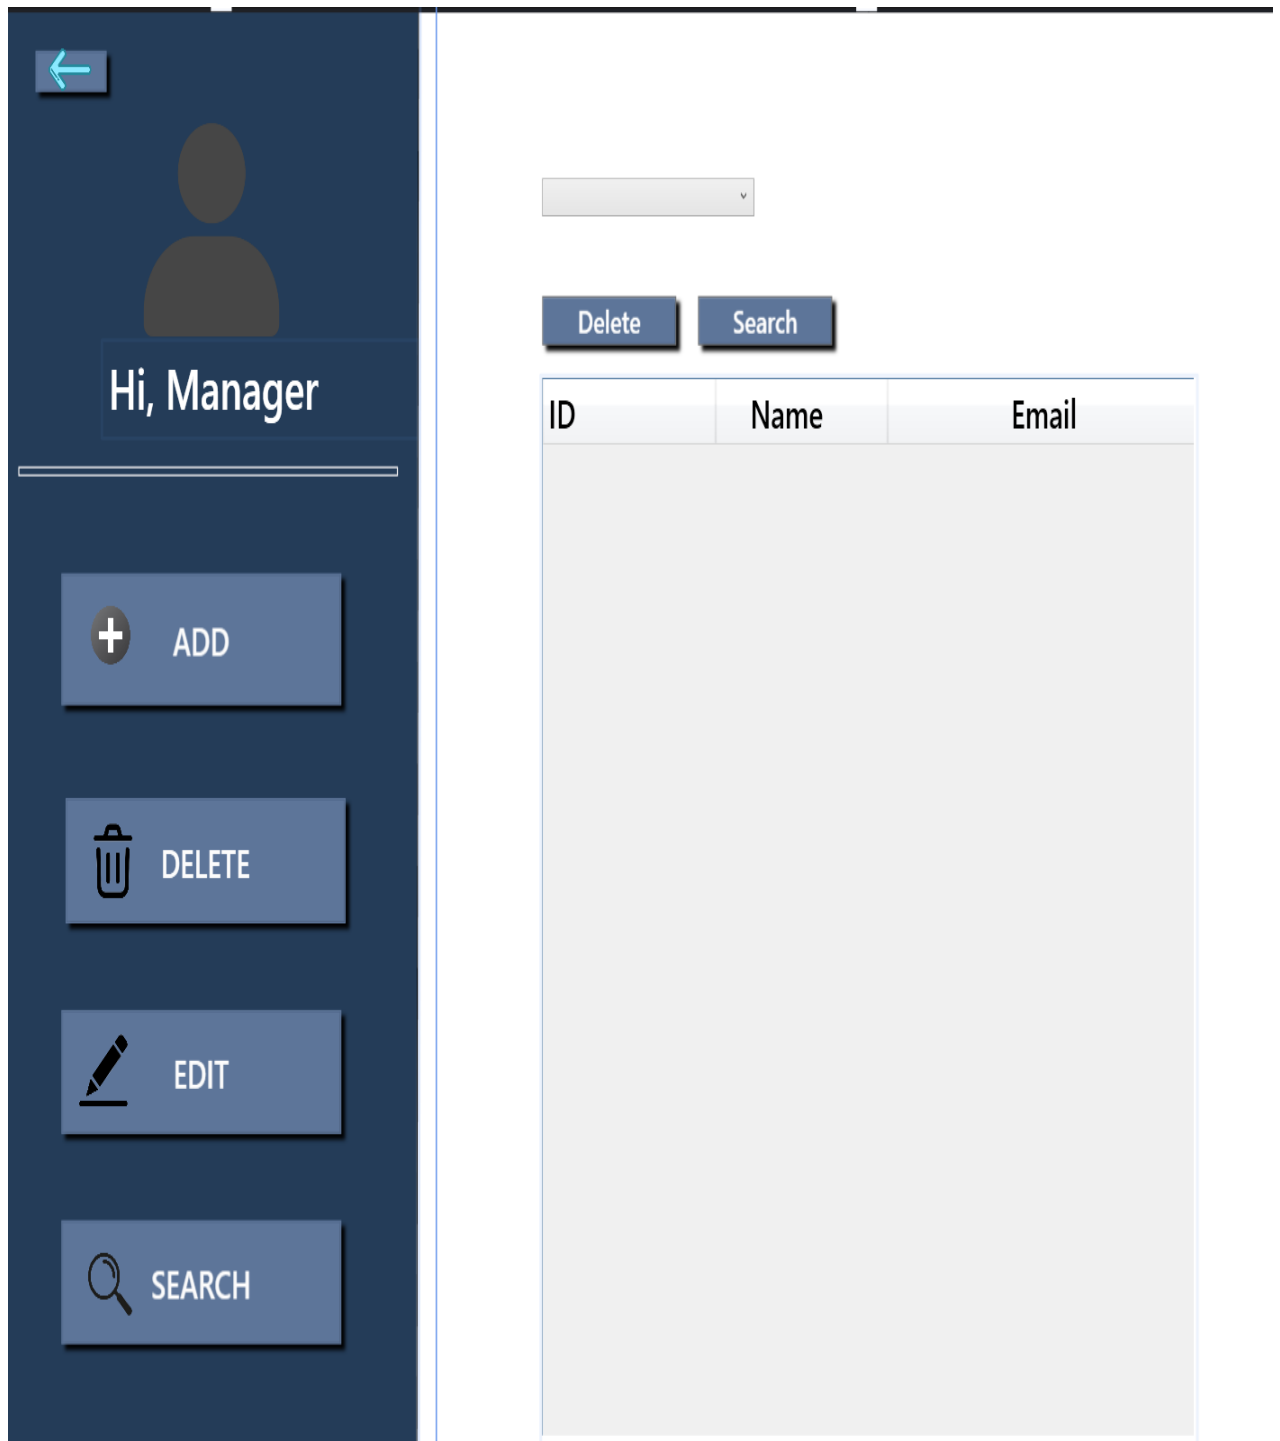 Hi, Manager
ADD
DELETE
EDIT
SEARCH
Delete Search
ID Name Email